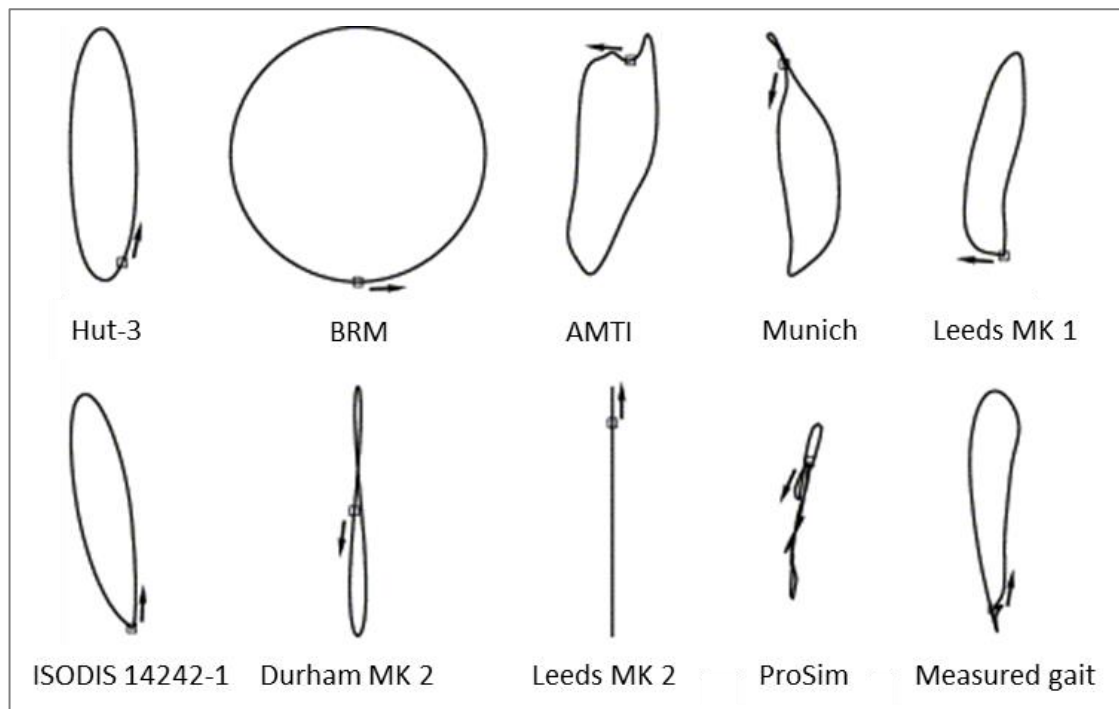 Hut-3 BRM AMTI Munich Leeds MK 1
ISODIS 14242-1 Durham MK 2 Leeds MK 2 ProSim Measured gait